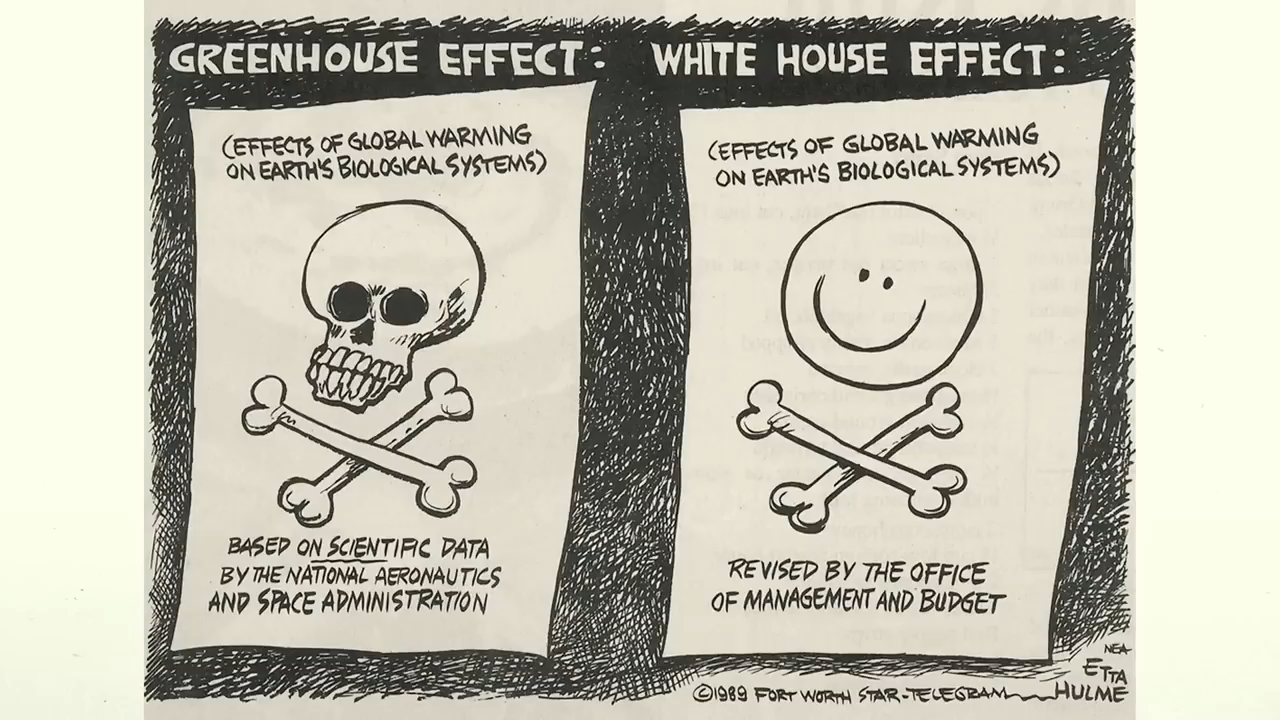 GREENHOUSE EFFECT:
(EFFECTS OF GLOBAL WARMING
ON EARTH'S BIOLOGICAL SYSTEMS)
BASED ON SCIENTIFIC DATA
BY THE NATIONAL AERONAUTICS
AND SPACE ADMINISTRATION
WHITE HOUSE EFFECT:
(EFFECTS OF GLOBAL WARMING
ON EARTH'S BIOLOGICAL SYSTEMS)
REVISED BY THE OFFICE
OF MANAGEMENT AND BUDGET
NEA
ETTA
HULME
©1989 FORT WORTH STAR-TELEGRAM